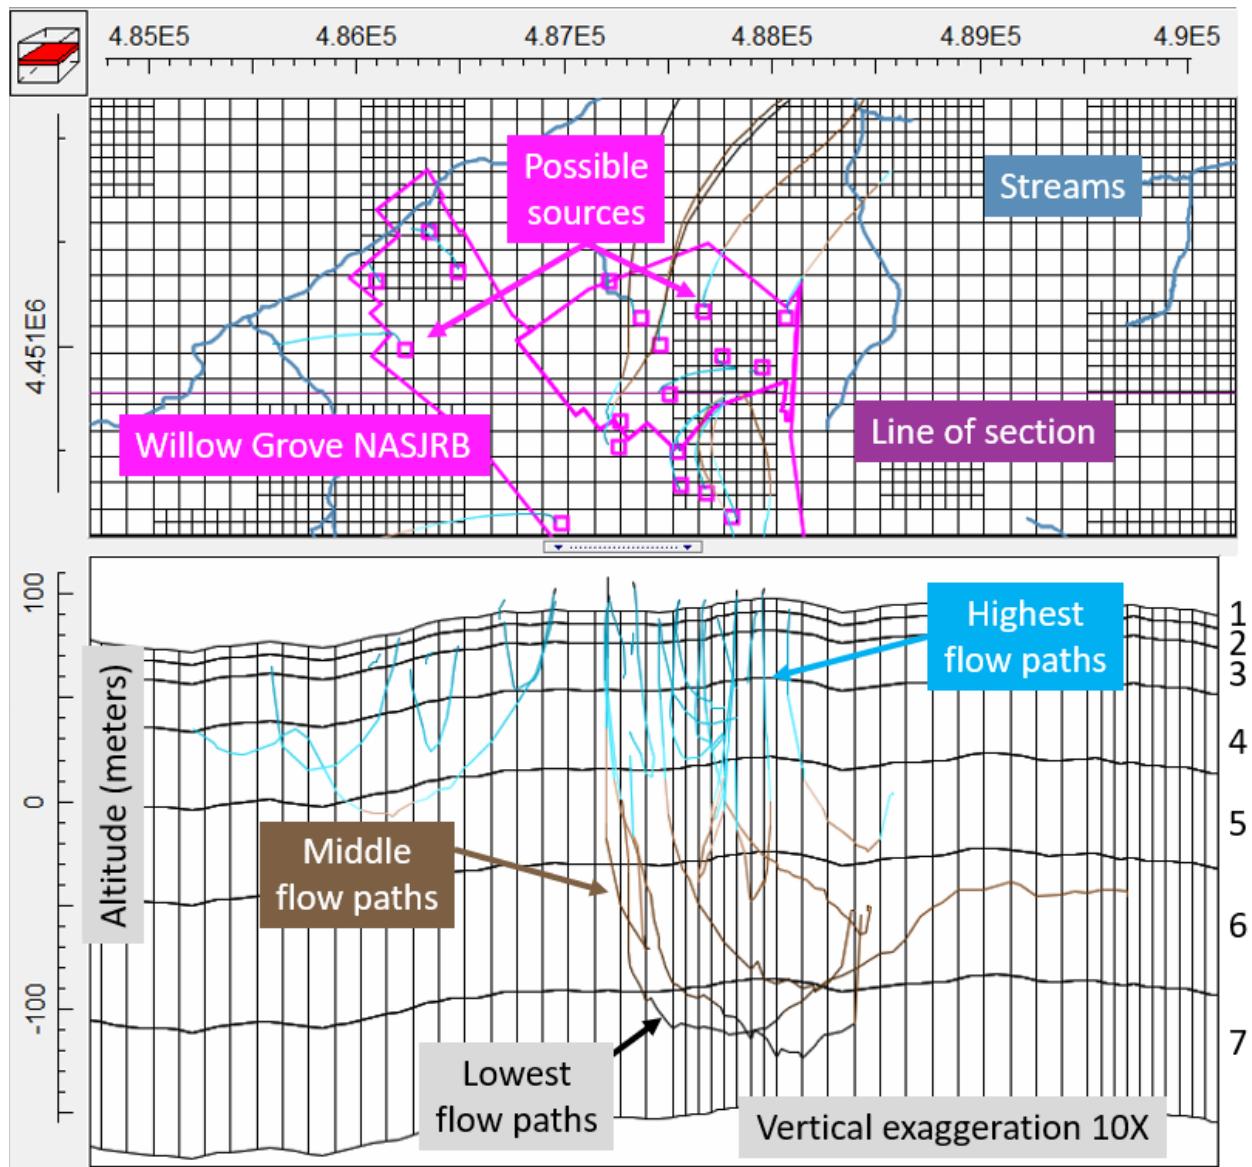 4.85E5 4.86E5 4.87E5 4.88E5 4.89E5 4.9E5
Possible
sources
Streams
4.451E6
Willow Grove NASJRB
Line of section
100
0
-100
Altitude (meters)
Highest
flow paths
Middle
flow paths
Lowest
flow paths
Vertical exaggeration 10X
1
2
3
4
5
6
7